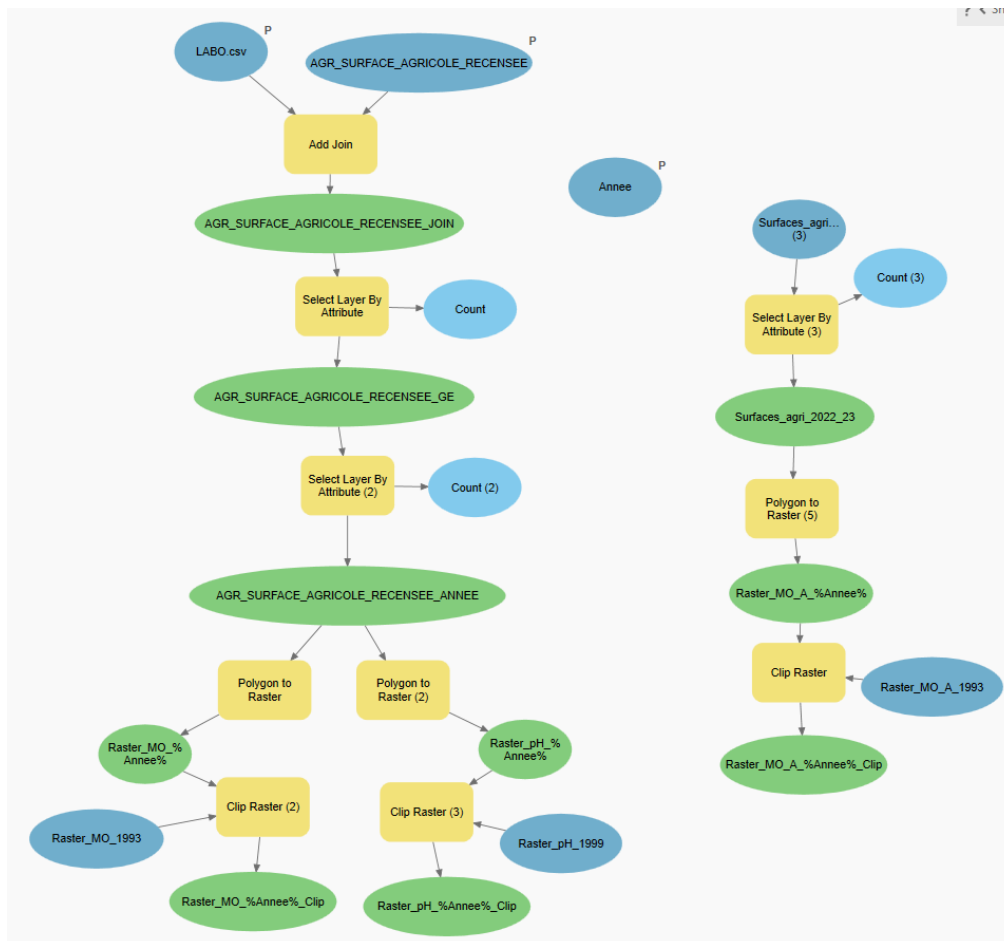 ? < Sh
P
LABO.csv
P
AGR_SURFACE_AGRICOLE_RECENSEE
Add Join
P
Annee
AGR_SURFACE_AGRICOLE_RECENSEE_JOIN
Surfaces_agri...
(3)
Count (3)
Select Layer By
Attribute
Count
Select Layer By
Attribute (3)
AGR_SURFACE_AGRICOLE_RECENSEE_GE
Surfaces_agri_2022_23
Select Layer By
Attribute (2)
Count (2)
Polygon to
Raster (5)
AGR_SURFACE_AGRICOLE_RECENSEE_ANNEE
Raster_MO_A_%Annee%
Polygon to
Raster
Polygon to
Raster (2)
Clip Raster
Raster_MO_A_1993
Raster_MO_%
Annee%
Raster_pH_%
Annee%
Raster_MO_A_%Annee%_Clip
Clip Raster (2)
Clip Raster (3)
Raster_MO_1993
Raster_pH_1999
Raster_MO_%Annee%_Clip
Raster_pH_%Annee%_Clip